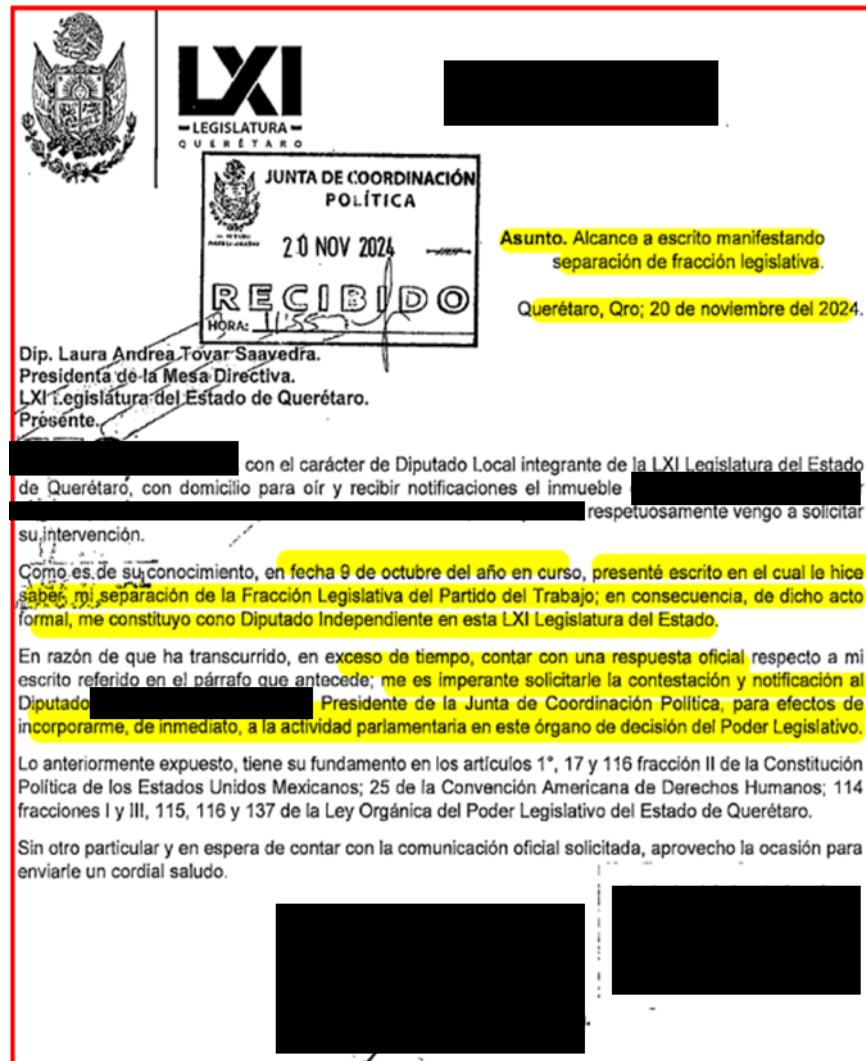 LXI
LEGISLATURA
QUERÉTARO
JUNTA DE COORDINACIÓN
POLÍTICA
20 NOV 2024
RECIBIDO
HORA: 11:55
Asunto. Alcance a escrito manifestando
separación de fracción legislativa.
Querétaro, Qro; 20 de noviembre del 2024.
Dip. Laura Andrea Tovar Saavedra.
Presidenta de la Mesa Directiva.
LXI Legislatura del Estado de Querétaro.
Presente.
con el carácter de Diputado Local integrante de la LXI Legislatura del Estado
de Querétaro, con domicilio para oír y recibir notificaciones el inmueble
respetuosamente vengo a solicitar
su intervención.
Como es de su conocimiento, en fecha 9 de octubre del año en curso, presenté escrito en el cual le hice
saber, mi separación de la Fracción Legislativa del Partido del Trabajo; en consecuencia, de dicho acto
formal, me constituyo cono Diputado Independiente en esta LXI Legislatura del Estado.
En razón de que ha transcurrido, en exceso de tiempo, contar con una respuesta oficial respecto a mi
escrito referido en el párrafo que antecede; me es imperante solicitarle la contestación y notificación al
Diputado Presidente de la Junta de Coordinación Política, para efectos de
incorporarme, de inmediato, a la actividad parlamentaria en este órgano de decisión del Poder Legislativo.
Lo anteriormente expuesto, tiene su fundamento en los artículos 1°, 17 y 116 fracción II de la Constitución
Política de los Estados Unidos Mexicanos; 25 de la Convención Americana de Derechos Humanos; 114
fracciones I y III, 115, 116 y 137 de la Ley Orgánica del Poder Legislativo del Estado de Querétaro.
Sin otro particular y en espera de contar con la comunicación oficial solicitada, aprovecho la ocasión para
enviarle un cordial saludo.